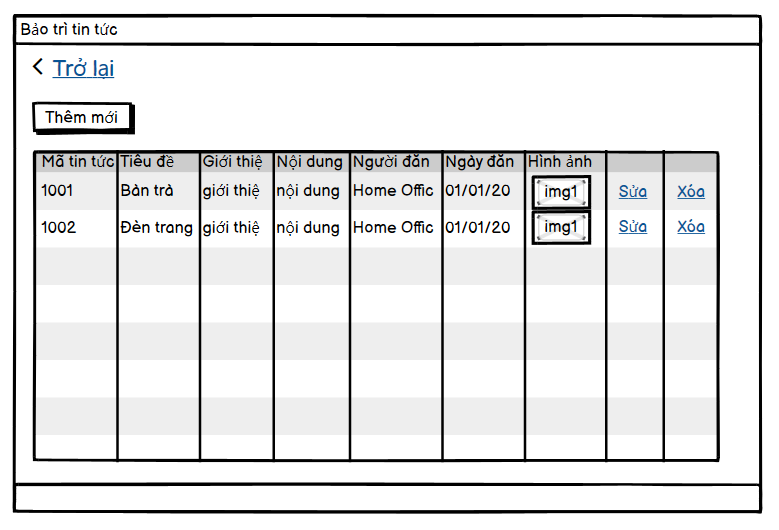 Bảo trì tin tức
Trở lại
Thêm mới
Mã tin tức Tiêu đề Giới thiệ Nội dung Người đăn Ngày đăn Hình ảnh
1001 Bàn trà giới thiệ nội dung Home Offic 01/01/20 img1 Sửa Xóa
1002 Đèn trang giới thiệ nội dung Home Offic 01/01/20 img1 Sửa Xóa